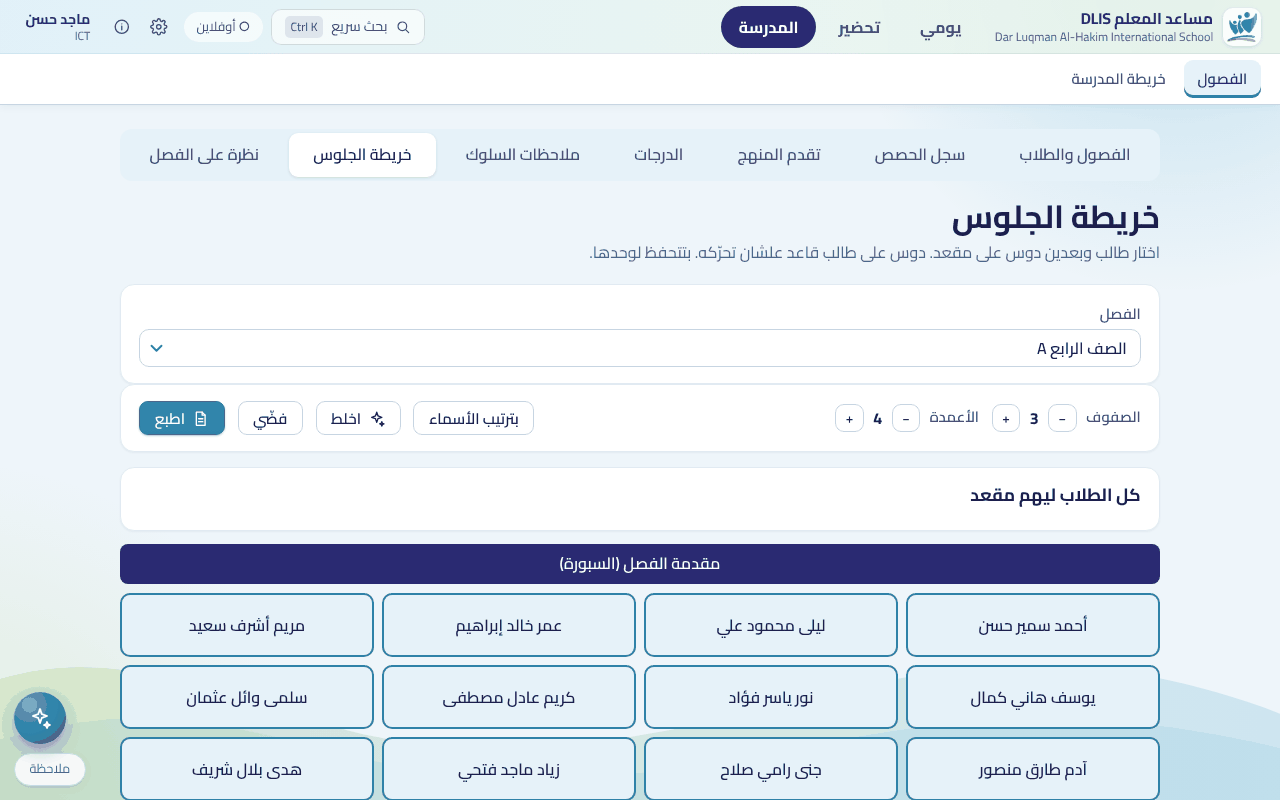 مساعد المعلم DLIS
Dar Luqman Al-Hakim International School
يومي
تحضير
المدرسة
بحث سريع Ctrl K
أوفلاين
ماجد حسن
ICT
الفصول
خريطة المدرسة
الفصول والطلاب
سجل الحصص
تقدم المنهج
الدرجات
ملاحظات السلوك
خريطة الجلوس
نظرة على الفصل
خريطة الجلوس
اختار طالب وبعدين دوس على مقعد. دوس على طالب قاعد علشان تحرّكه. بتتحفظ لوحدها.
الفصل
الصف الرابع A
الصفوف − 3 + الأعمدة − 4 +
بترتيب الأسماء
اخلط
فضّي
اطبع
كل الطلاب ليهم مقعد
مقدمة الفصل (السبورة)
أحمد سمير حسن
ليلى محمود علي
عمر خالد إبراهيم
مريم أشرف سعيد
يوسف هاني كمال
نور ياسر فؤاد
كريم عادل مصطفى
سلمى وائل عثمان
آدم طارق منصور
جنى رامي صلاح
زياد ماجد فتحي
هدى بلال شريف
ملاحظة